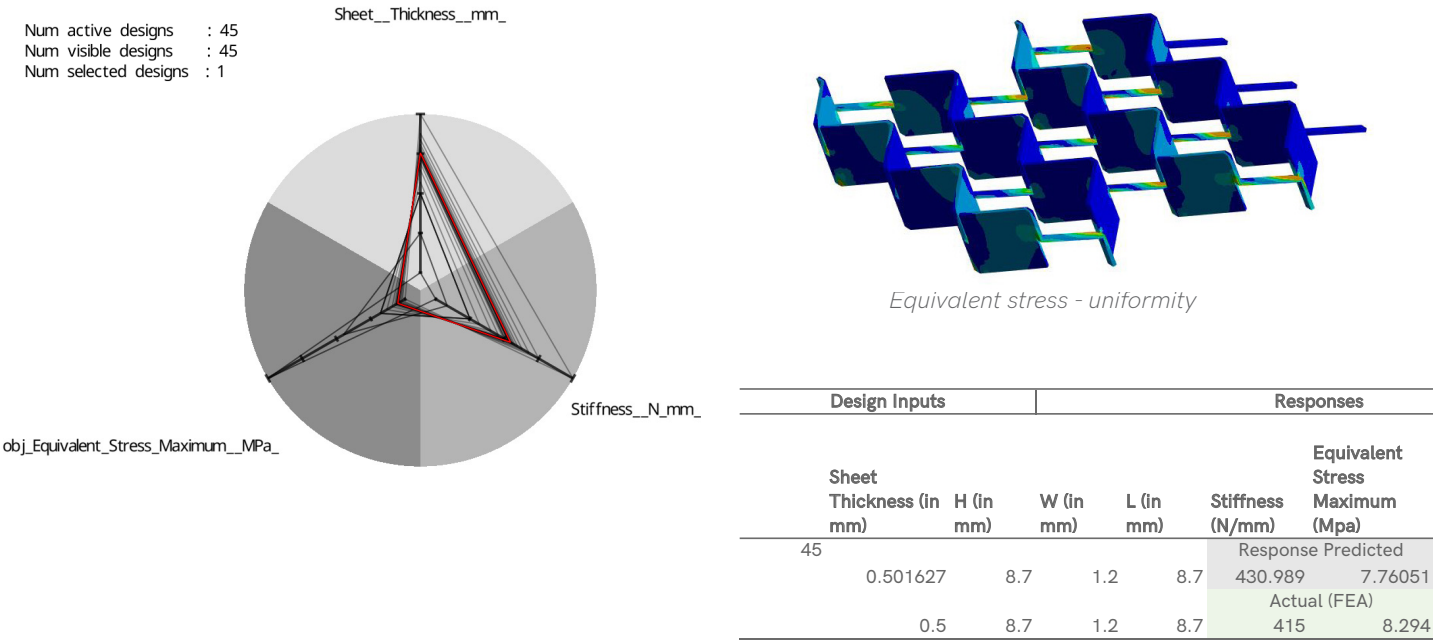 Sheet__Thickness__mm_
Num active designs : 45
Num visible designs : 45
Num selected designs : 1
Stiffness__N_mm_
obj_Equivalent_Stress_Maximum__MPa_
Equivalent stress - uniformity
Design Inputs Responses
Sheet Thickness (in mm) H (in mm) W (in mm) L (in mm) Stiffness (N/mm) Equivalent Stress Maximum (Mpa)
45 Response Predicted
0.501627 8.7 1.2 8.7 430.989 7.76051
Actual (FEA)
0.5 8.7 1.2 8.7 415 8.294